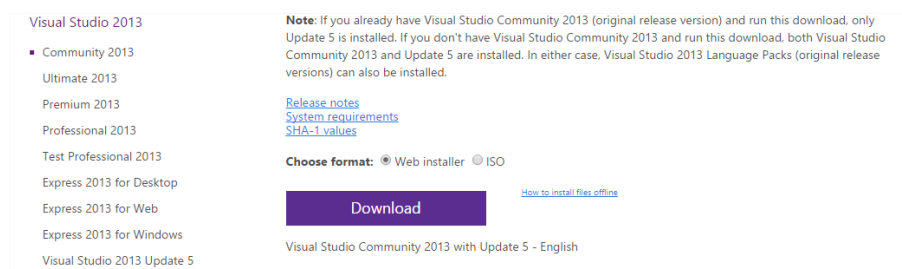 Visual Studio 2013
Community 2013
Ultimate 2013
Premium 2013
Professional 2013
Test Professional 2013
Express 2013 for Desktop
Express 2013 for Web
Express 2013 for Windows
Visual Studio 2013 Update 5
Note: If you already have Visual Studio Community 2013 (original release version) and run this download, only
Update 5 is installed. If you don't have Visual Studio Community 2013 and run this download, both Visual Studio
Community 2013 and Update 5 are installed. In either case, Visual Studio 2013 Language Packs (original release
versions) can also be installed.
Release notes
System requirements
SHA-1 values
Choose format: Web installer ISO
Download
How to install files offline
Visual Studio Community 2013 with Update 5 - English